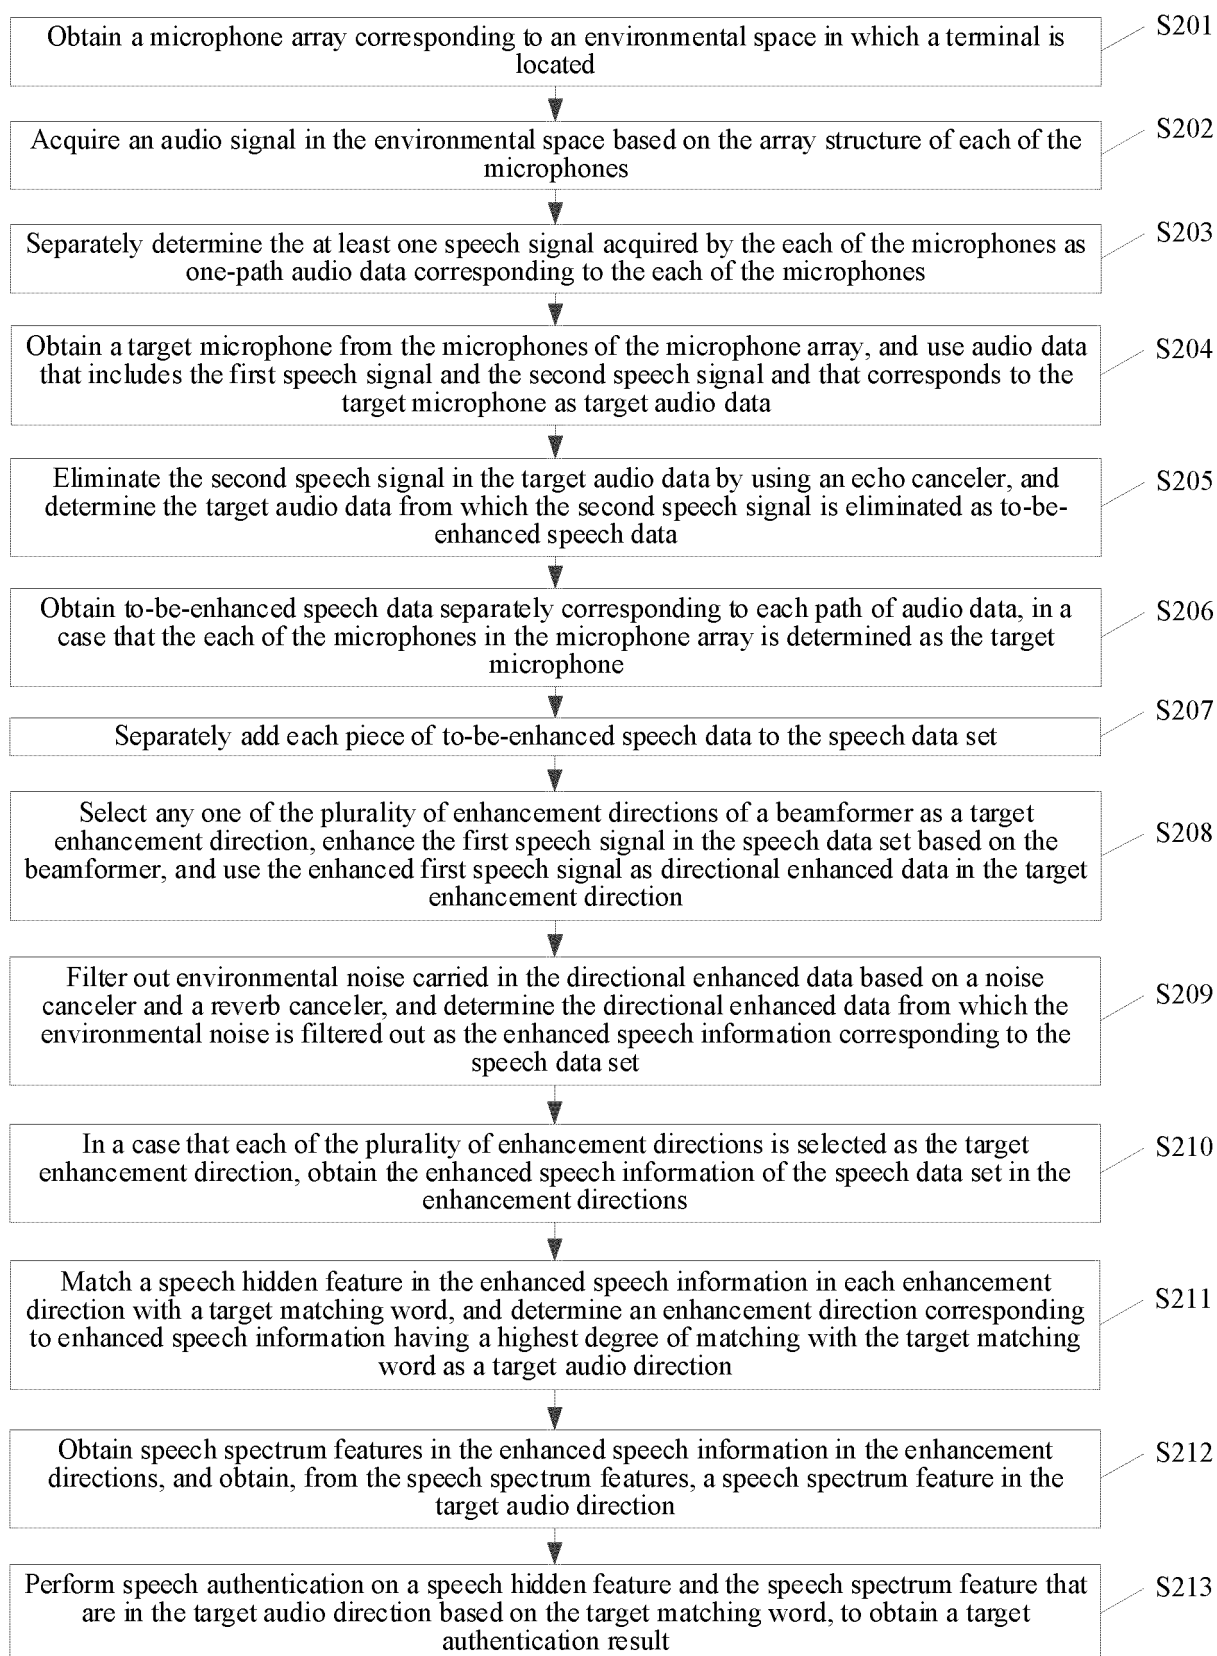 S201
Obtain a microphone array corresponding to an environmental space in which a terminal is
located
S202
Acquire an audio signal in the environmental space based on the array structure of each of the
microphones
S203
Separately determine the at least one speech signal acquired by the each of the microphones as
one-path audio data corresponding to the each of the microphones
S204
Obtain a target microphone from the microphones of the microphone array, and use audio data
that includes the first speech signal and the second speech signal and that corresponds to the
target microphone as target audio data
S205
Eliminate the second speech signal in the target audio data by using an echo canceler, and
determine the target audio data from which the second speech signal is eliminated as to-be-
enhanced speech data
S206
Obtain to-be-enhanced speech data separately corresponding to each path of audio data, in a
case that the each of the microphones in the microphone array is determined as the target
microphone
S207
Separately add each piece of to-be-enhanced speech data to the speech data set
S208
Select any one of the plurality of enhancement directions of a beamformer as a target
enhancement direction, enhance the first speech signal in the speech data set based on the
beamformer, and use the enhanced first speech signal as directional enhanced data in the target
enhancement direction
S209
Filter out environmental noise carried in the directional enhanced data based on a noise
canceler and a reverb canceler, and determine the directional enhanced data from which the
environmental noise is filtered out as the enhanced speech information corresponding to the
speech data set
S210
In a case that each of the plurality of enhancement directions is selected as the target
enhancement direction, obtain the enhanced speech information of the speech data set in the
enhancement directions
S211
Match a speech hidden feature in the enhanced speech information in each enhancement
direction with a target matching word, and determine an enhancement direction corresponding
to enhanced speech information having a highest degree of matching with the target matching
word as a target audio direction
S212
Obtain speech spectrum features in the enhanced speech information in the enhancement
directions, and obtain, from the speech spectrum features, a speech spectrum feature in the
target audio direction
S213
Perform speech authentication on a speech hidden feature and the speech spectrum feature that
are in the target audio direction based on the target matching word, to obtain a target
authentication result